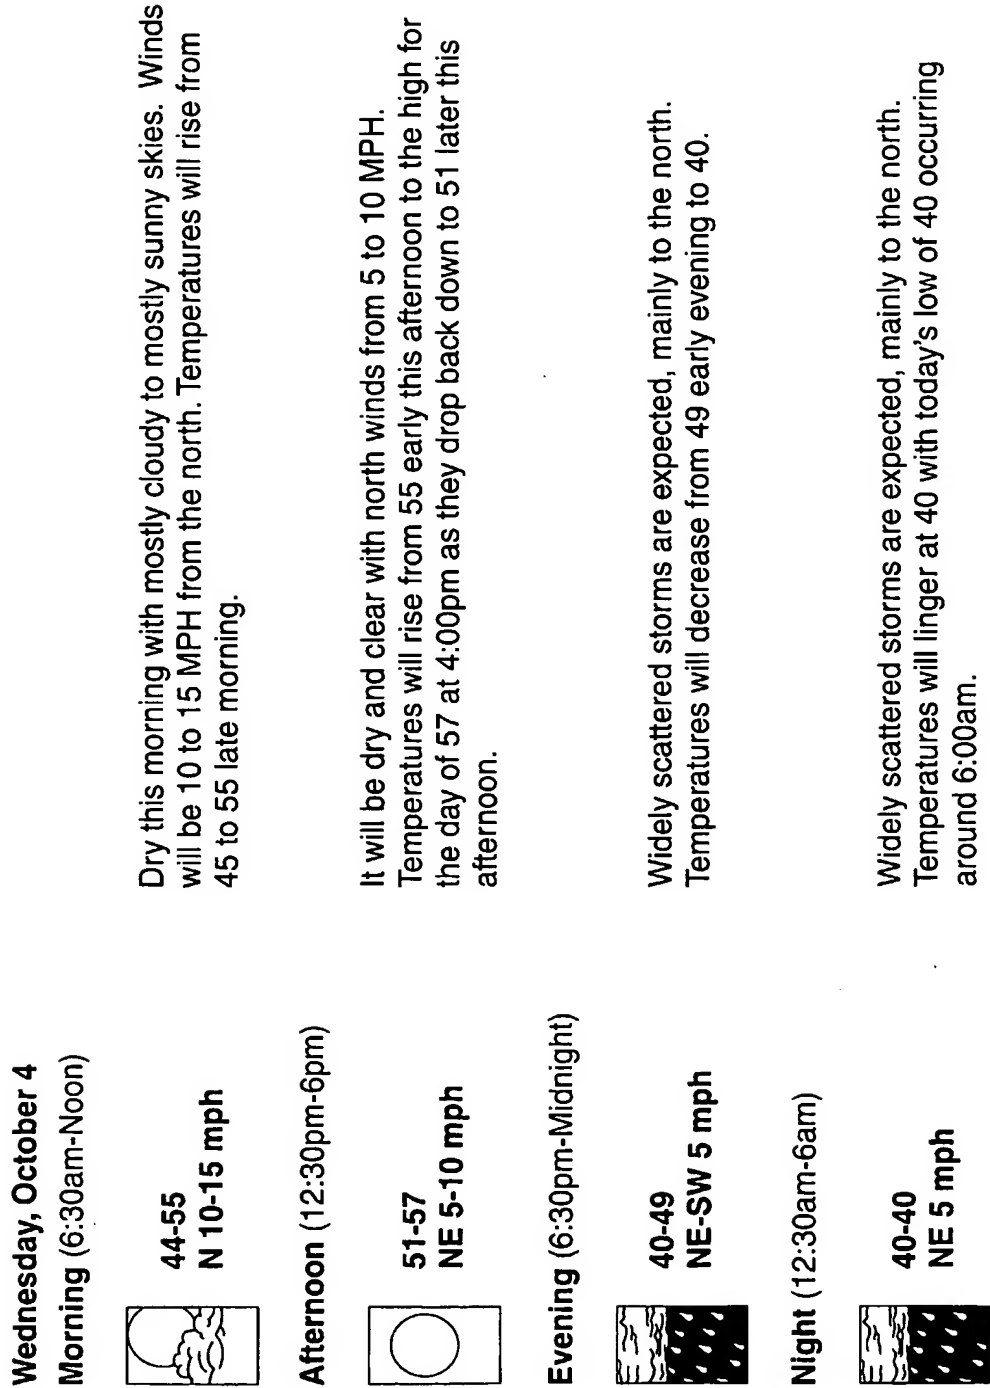 Wednesday, October 4
Morning (6:30am-Noon)
44-55
N 10-15 mph
Dry this morning with mostly cloudy to mostly sunny skies. Winds
will be 10 to 15 MPH from the north. Temperatures will rise from
45 to 55 late morning.
Afternoon (12:30pm-6pm)
51-57
NE 5-10 mph
It will be dry and clear with north winds from 5 to 10 MPH.
Temperatures will rise from 55 early this afternoon to the high for
the day of 57 at 4:00pm as they drop back down to 51 later this
afternoon.
Evening (6:30pm-Midnight)
40-49
NE-SW 5 mph
Widely scattered storms are expected, mainly to the north.
Temperatures will decrease from 49 early evening to 40.
Night (12:30am-6am)
40-40
NE 5 mph
Widely scattered storms are expected, mainly to the north.
Temperatures will linger at 40 with today's low of 40 occurring
around 6:00am.